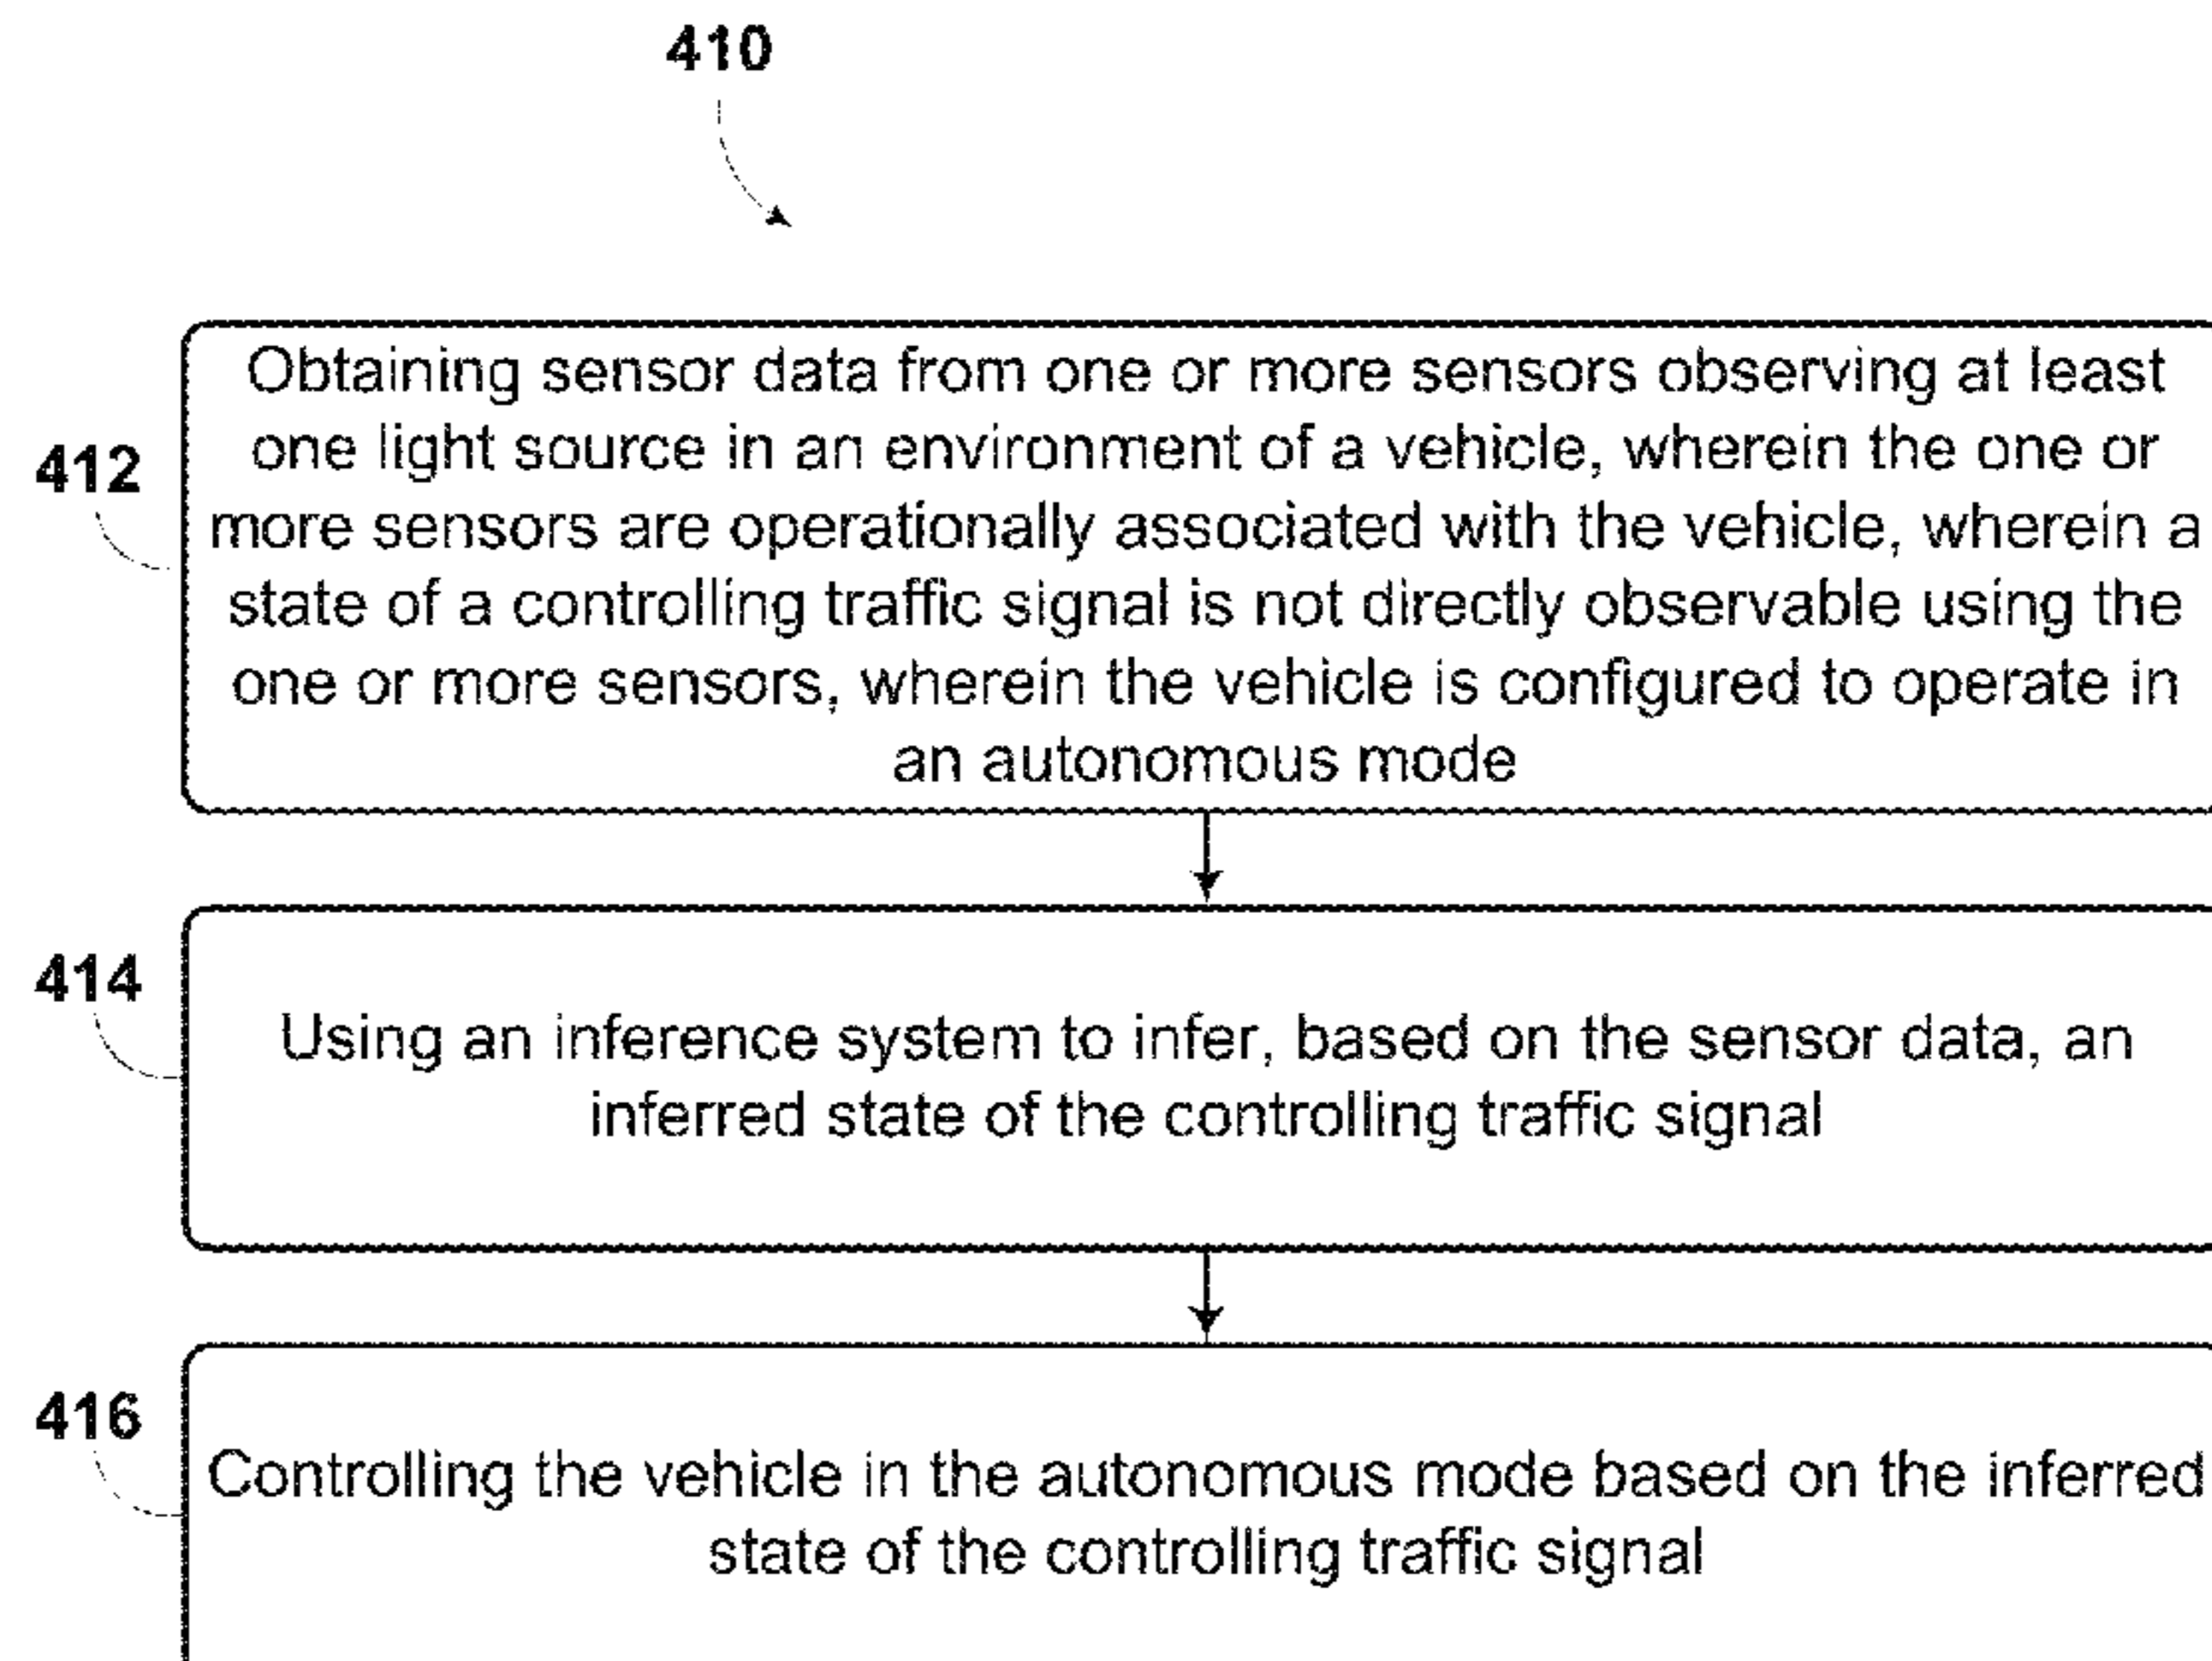 410
412
Obtaining sensor data from one or more sensors observing at least
one light source in an environment of a vehicle, wherein the one or
more sensors are operationally associated with the vehicle, wherein a
state of a controlling traffic signal is not directly observable using the
one or more sensors, wherein the vehicle is configured to operate in
an autonomous mode
414
Using an inference system to infer, based on the sensor data, an
inferred state of the controlling traffic signal
416
Controlling the vehicle in the autonomous mode based on the inferred
state of the controlling traffic signal